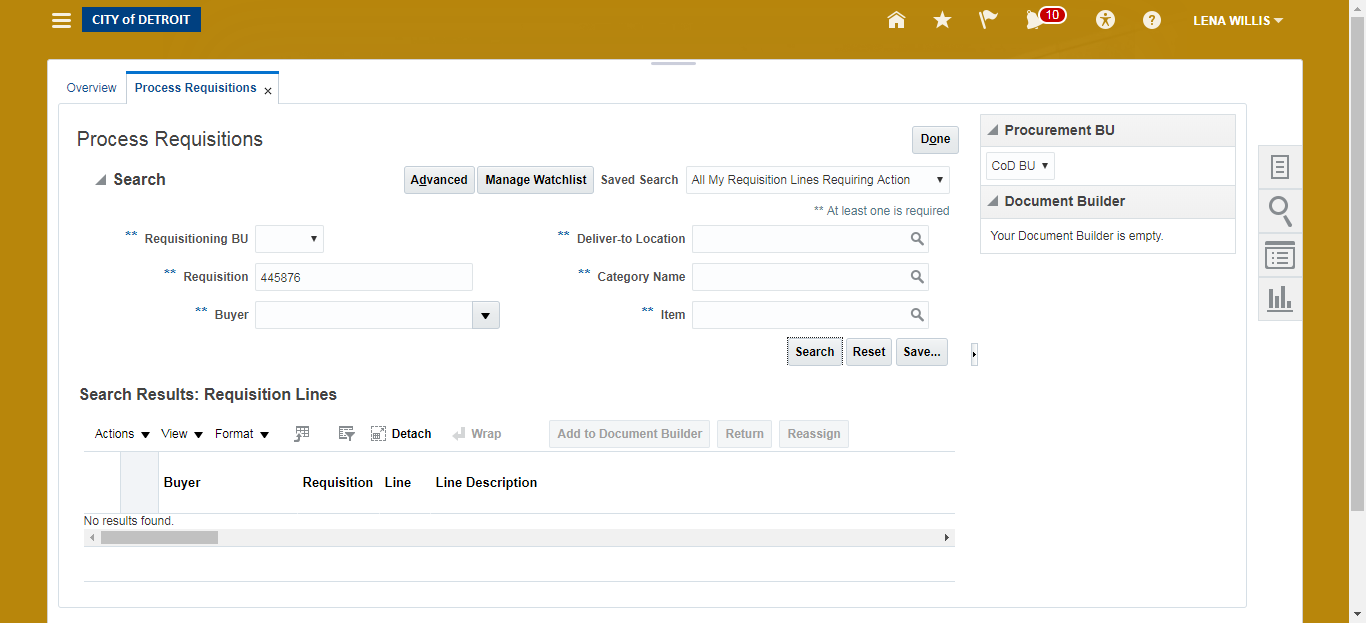 CITY of DETROIT
10
LENA WILLIS
Overview
Process Requisitions
Process Requisitions
Done
Search
Advanced
Manage Watchlist
Saved Search
All My Requisition Lines Requiring Action
** At least one is required
** Requisitioning BU
** Deliver-to Location
** Requisition 445876
** Category Name
** Buyer
** Item
Search
Reset
Save...
Procurement BU
CoD BU
Document Builder
Your Document Builder is empty.
Search Results: Requisition Lines
Actions View Format Detach Wrap Add to Document Builder Return Reassign
Buyer Requisition Line Line Description
No results found.